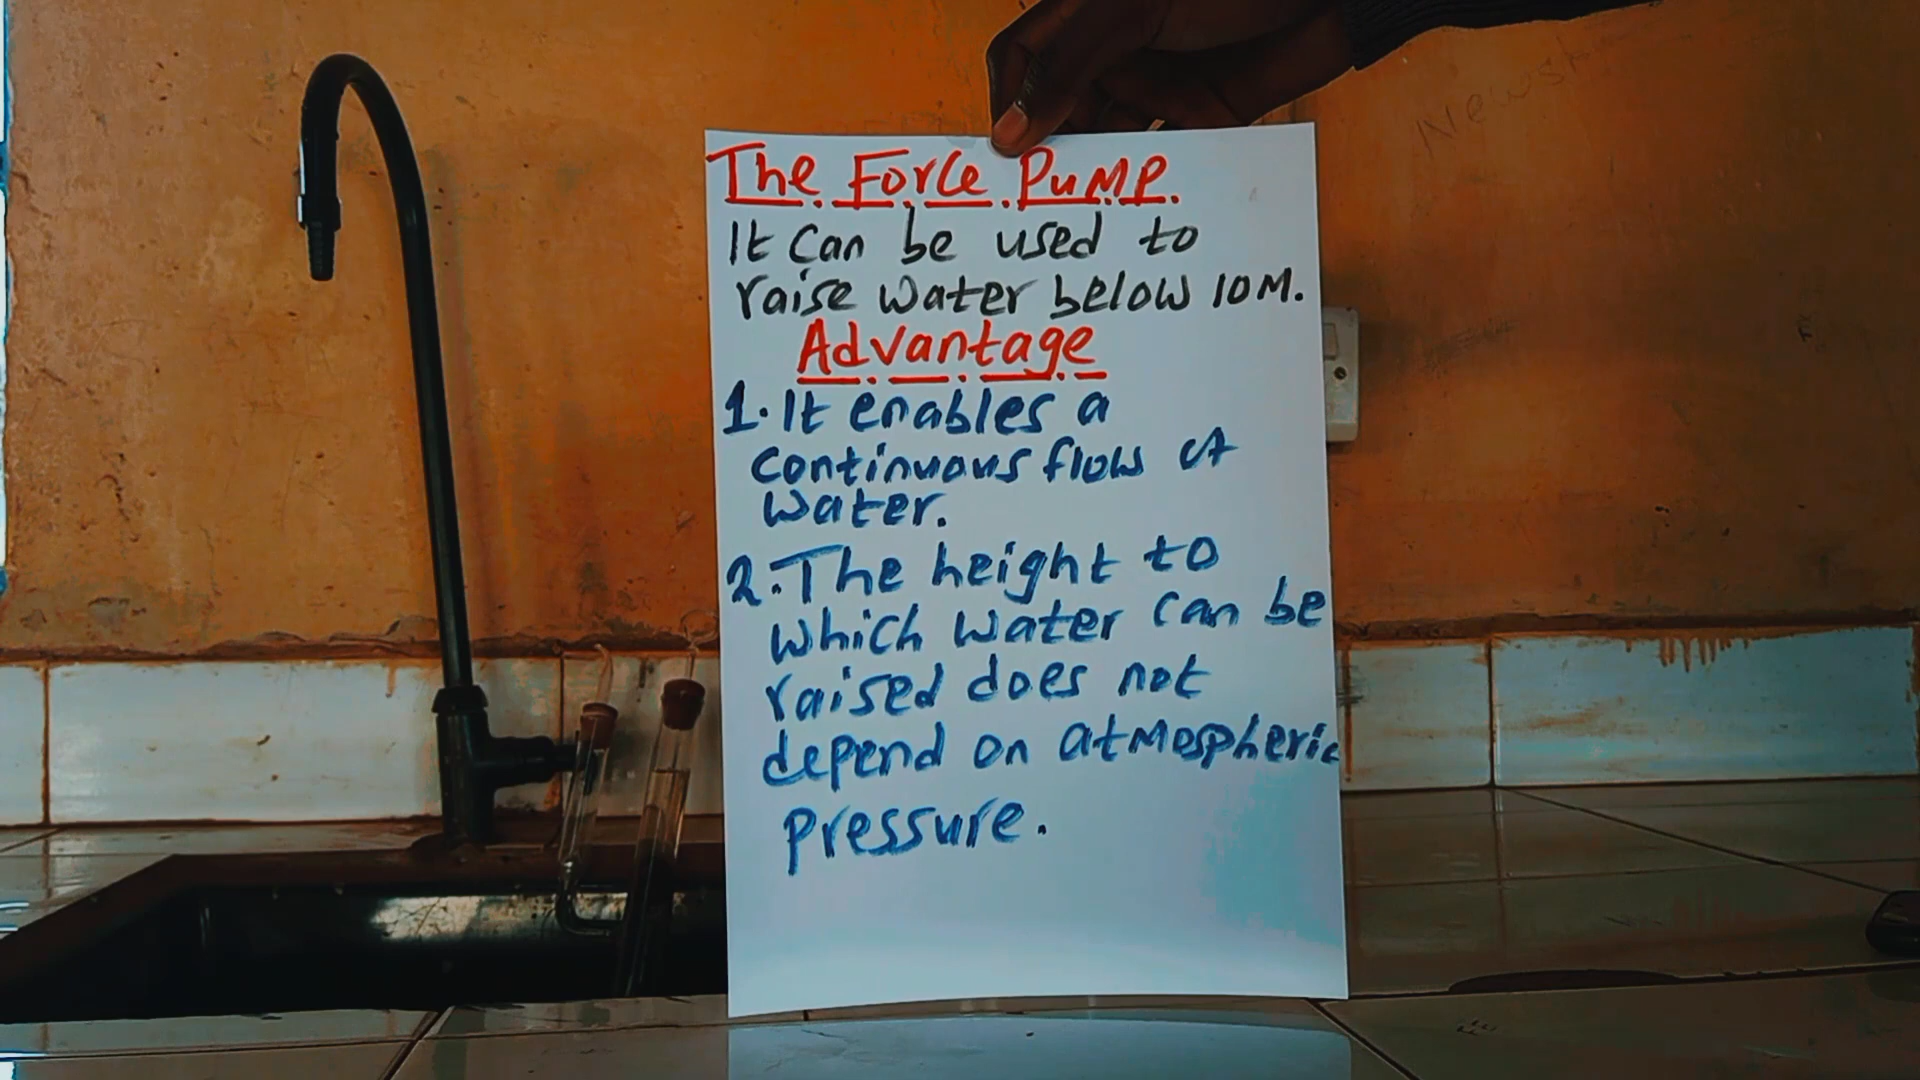 The Force Pump.
It can be used to
raise water below 10M.
Advantage
1. It enables a
continuous flow of
water.
2. The height to
which water can be
raised does not
depend on atmospheric
pressure.